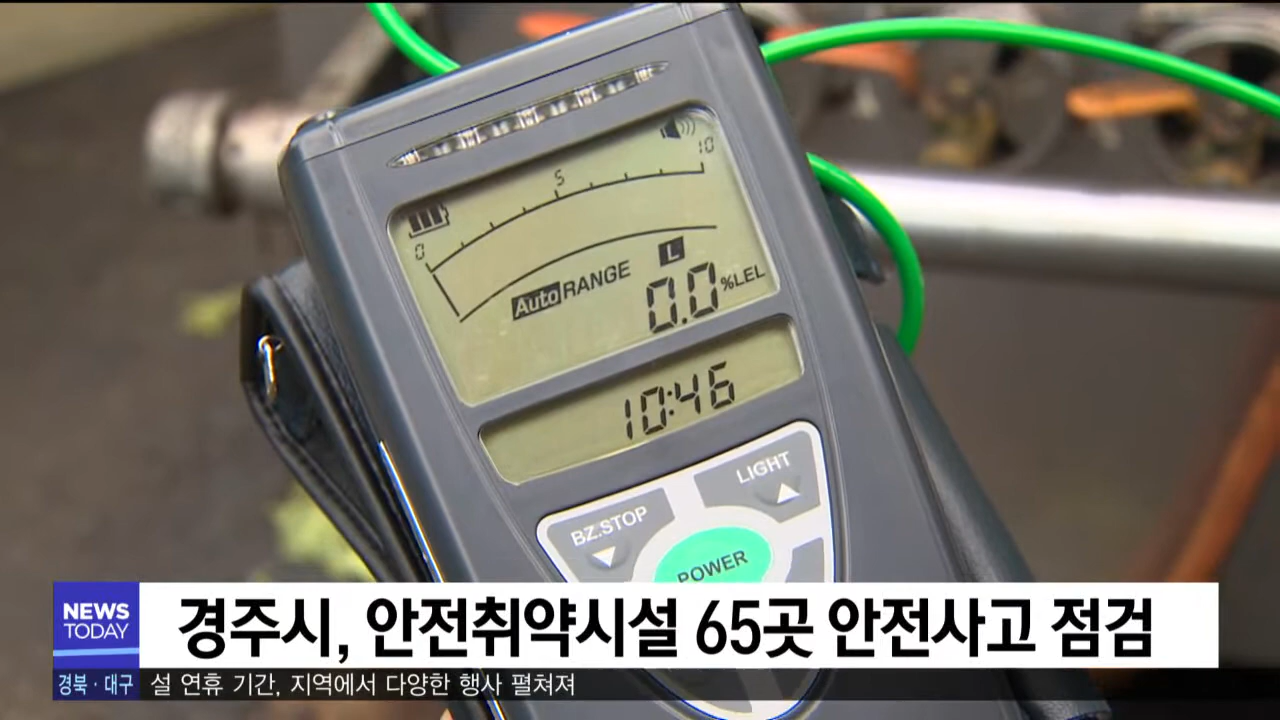 10
5
0
Auto RANGE
L
0.0 %LEL
10:46
LIGHT
BZ.STOP
POWER
NEWS
TODAY
경주시, 안전취약시설 65곳 안전사고 점검
경북·대구
설 연휴 기간, 지역에서 다양한 행사 펼쳐져